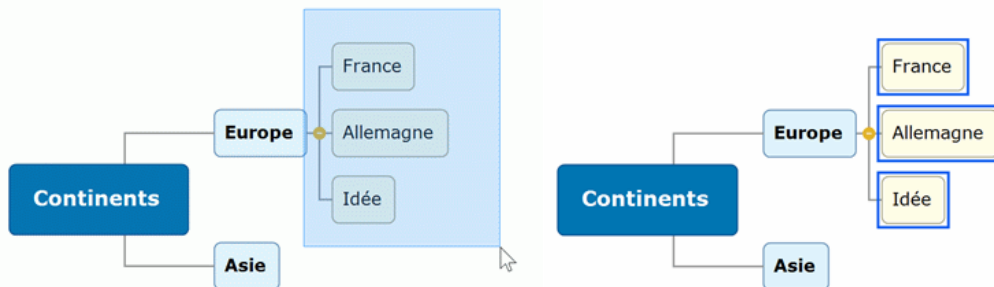 France
Europe
Allemagne
Continents
Idée
Asie
France
Europe
Allemagne
Continents
Idée
Asie